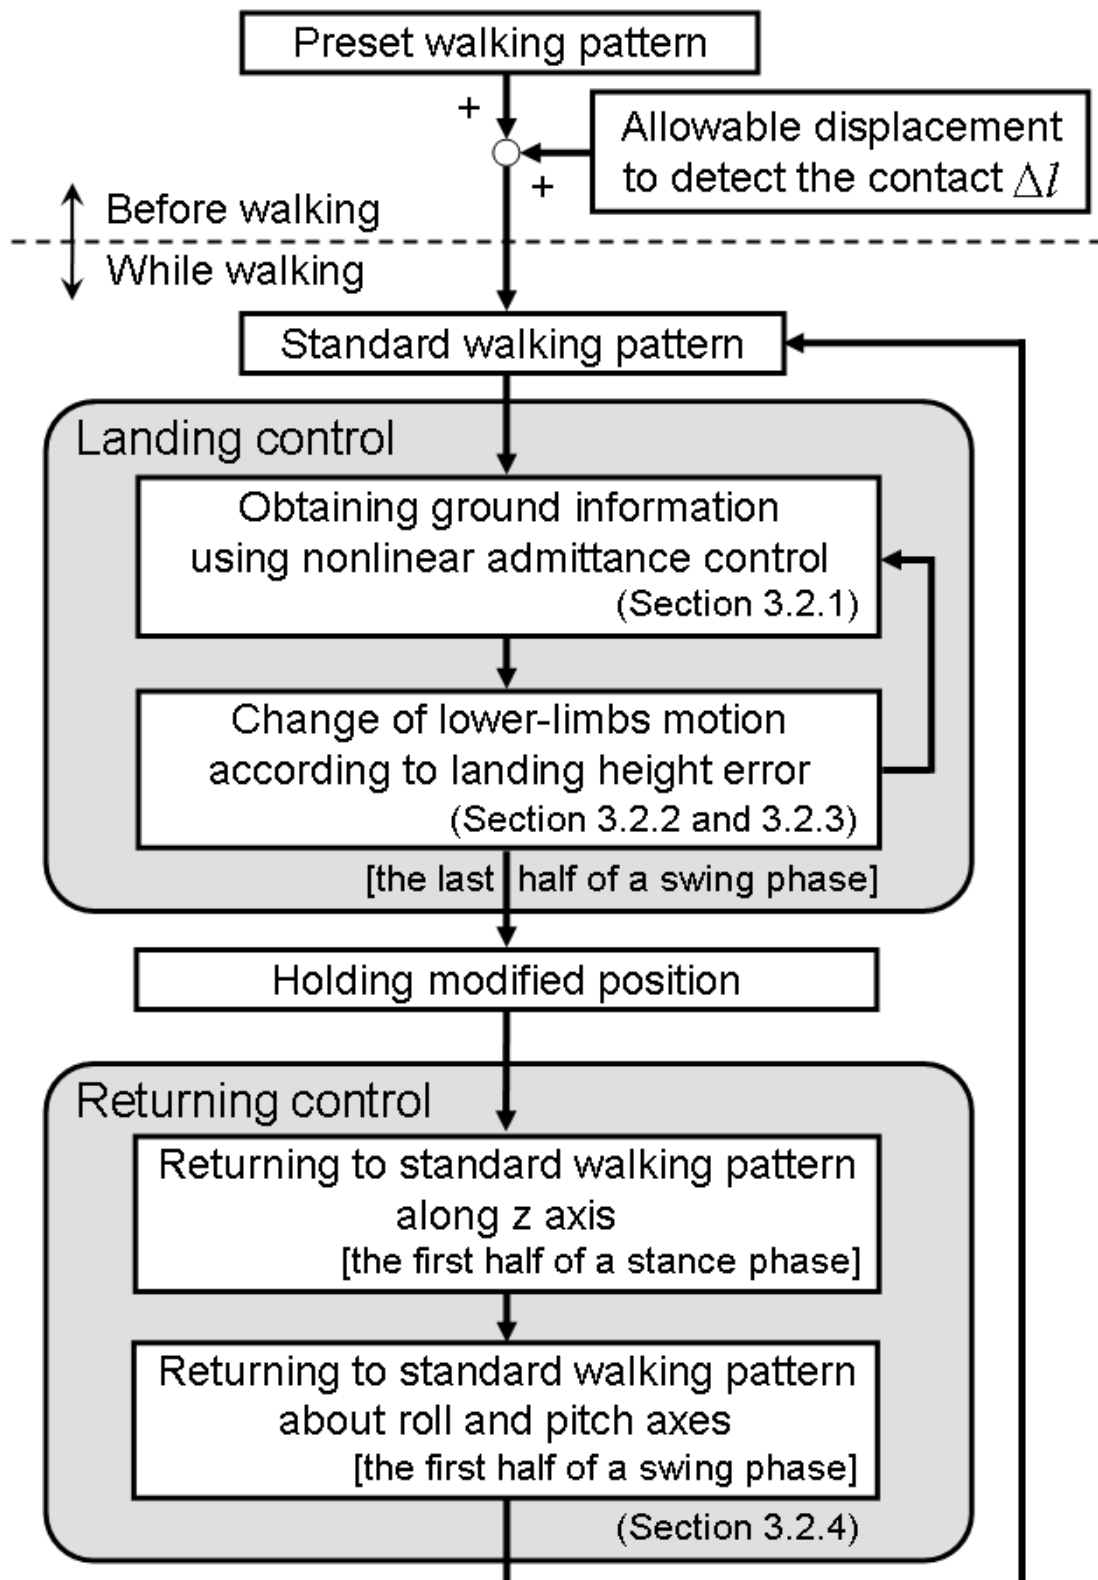 Preset walking pattern
+
Allowable displacement
to detect the contact Δl
+
Before walking
While walking
Standard walking pattern
Landing control
Obtaining ground information
using nonlinear admittance control
(Section 3.2.1)
Change of lower-limbs motion
according to landing height error
(Section 3.2.2 and 3.2.3)
[the last half of a swing phase]
Holding modified position
Returning control
Returning to standard walking pattern
along z axis
[the first half of a stance phase]
Returning to standard walking pattern
about roll and pitch axes
[the first half of a swing phase]
(Section 3.2.4)